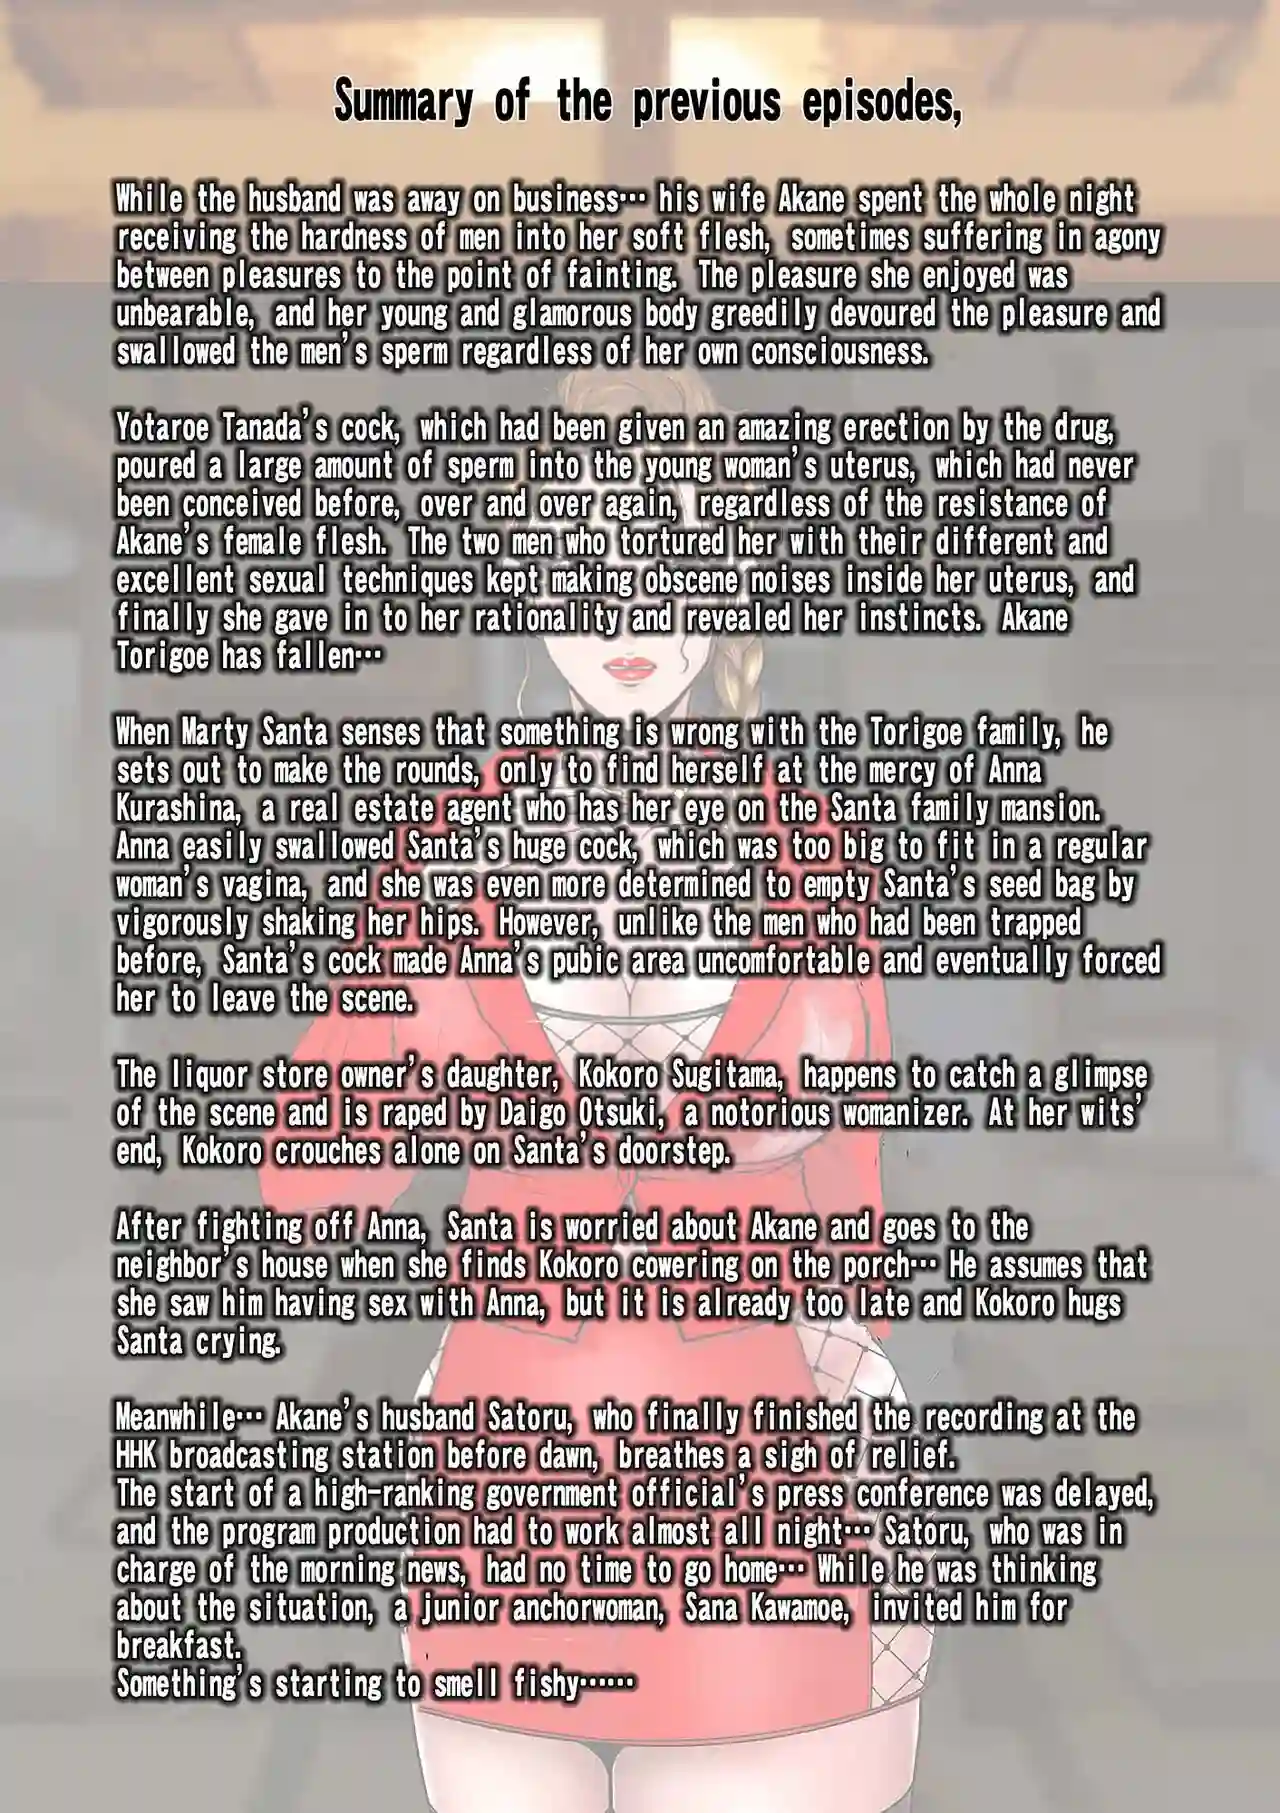 Summary of the previous episodes,
While the husband was away on business… his wife Akane spent the whole night
receiving the hardness of men into her soft flesh, sometimes suffering in agony
between pleasures to the point of fainting. The pleasure she enjoyed was
unbearable, and her young and glamorous body greedily devoured the pleasure and
swallowed the men's sperm regardless of her own consciousness.
Yotaroe Tanada's cock, which had been given an amazing erection by the drug,
poured a large amount of sperm into the young woman's uterus, which had never
been conceived before, over and over again, regardless of the resistance of
Akane's female flesh. The two men who tortured her with their different and
excellent sexual techniques kept making obscene noises inside her uterus, and
finally she gave in to her rationality and revealed her instincts. Akane
Torigoe has fallen…
When Marty Santa senses that something is wrong with the Torigoe family, he
sets out to make the rounds, only to find herself at the mercy of Anna
Kurashina, a real estate agent who has her eye on the Santa family mansion.
Anna easily swallowed Santa's huge cock, which was too big to fit in a regular
woman's vagina, and she was even more determined to empty Santa's seed bag by
vigorously shaking her hips. However, unlike the men who had been trapped
before, Santa's cock made Anna's pubic area uncomfortable and eventually forced
her to leave the scene.
The liquor store owner's daughter, Kokoro Sugitama, happens to catch a glimpse
of the scene and is raped by Daigo Otsuki, a notorious womanizer. At her wits'
end, Kokoro crouches alone on Santa's doorstep.
After fighting off Anna, Santa is worried about Akane and goes to the
neighbor's house when she finds Kokoro cowering on the porch… He assumes that
she saw him having sex with Anna, but it is already too late and Kokoro hugs
Santa crying.
Meanwhile… Akane's husband Satoru, who finally finished the recording at the
HHK broadcasting station before dawn, breathes a sigh of relief.
The start of a high-ranking government official's press conference was delayed,
and the program production had to work almost all night… Satoru, who was in
charge of the morning news, had no time to go home… While he was thinking
about the situation, a junior anchorwoman, Sana Kawamoe, invited him for
breakfast.
Something's starting to smell fishy……